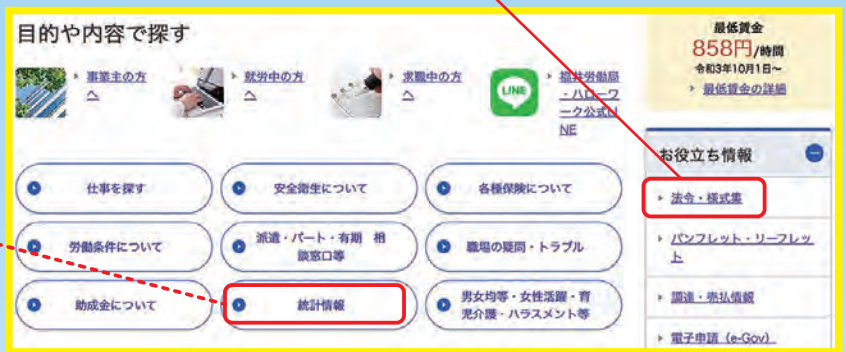 目的や内容で探す
事業主の方
へ
就労中の方
へ
求職中の方
へ
LINE
福井労働局
・ハローワ
ーク公式LI
NE
仕事を探す
安全衛生について
各種保険について
労働条件について
派遣・パート・有期 相
談窓口等
職場の疑問・トラブル
助成金について
統計情報
男女均等・女性活躍・育
児介護・ハラスメント等
最低賃金
858円/時間
令和3年10月1日～
最低賃金の詳細
お役立ち情報
法令・様式集
パンフレット・リーフレッ
ト
調達・売払情報
電子申請（e-Gov）